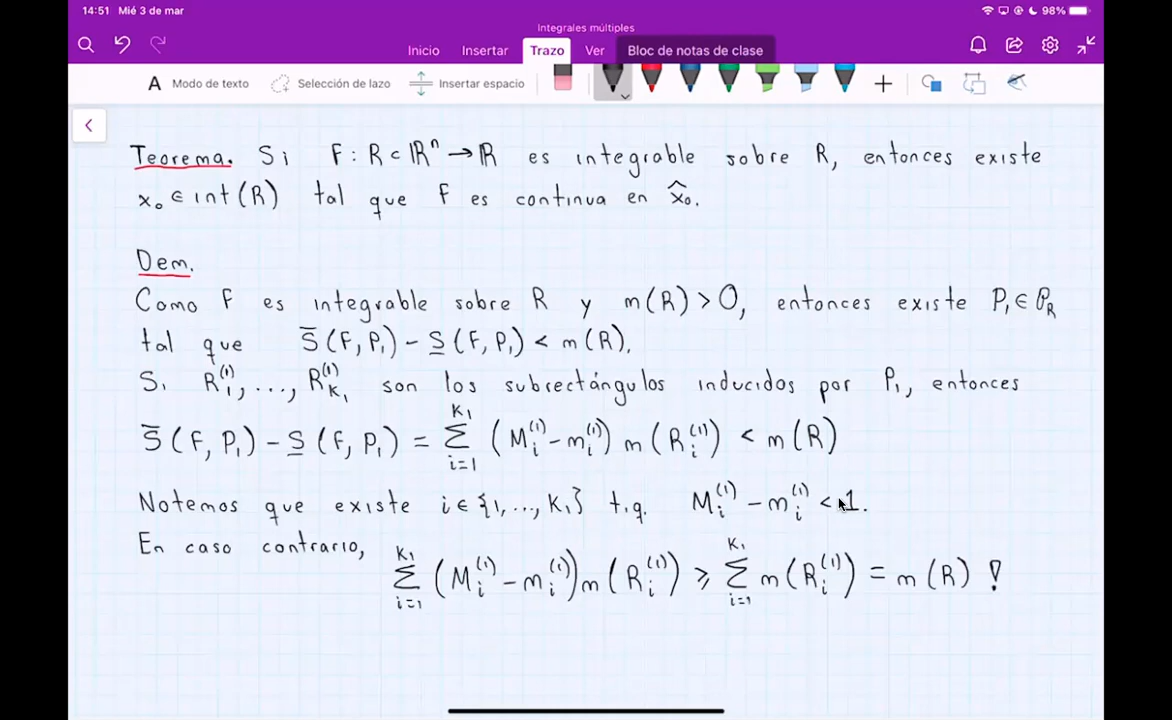 14:51 Mié 3 de mar
98%
Integrales múltiples
Inicio Insertar Trazo Ver Bloc de notas de clase
A Modo de texto Selección de lazo Insertar espacio
Teorema. Si F : R ⊂ ℝⁿ → ℝ es integrable sobre R, entonces existe
x₀ ∈ int(R) tal que F es continua en x̂₀.
Dem.
Como F es integrable sobre R y m(R) > 0, entonces existe P₁ ∈ 𝒫_R
tal que S̄(F, P₁) - S̲(F, P₁) < m(R).
Si R₁⁽¹⁾, ..., R_{K₁}⁽¹⁾ son los subrectángulos inducidos por P₁, entonces
S̄(F, P₁) - S̲(F, P₁) = Σ_{i=1}^{K₁} (M_i⁽¹⁾ - m_i⁽¹⁾) m(R_i⁽¹⁾) < m(R)
Notemos que existe i ∈ {1, ..., K₁} t.q. M_i⁽¹⁾ - m_i⁽¹⁾ < 1.
En caso contrario,
Σ_{i=1}^{K₁} (M_i⁽¹⁾ - m_i⁽¹⁾) m(R_i⁽¹⁾) ≥ Σ_{i=1}^{K₁} m(R_i⁽¹⁾) = m(R) !